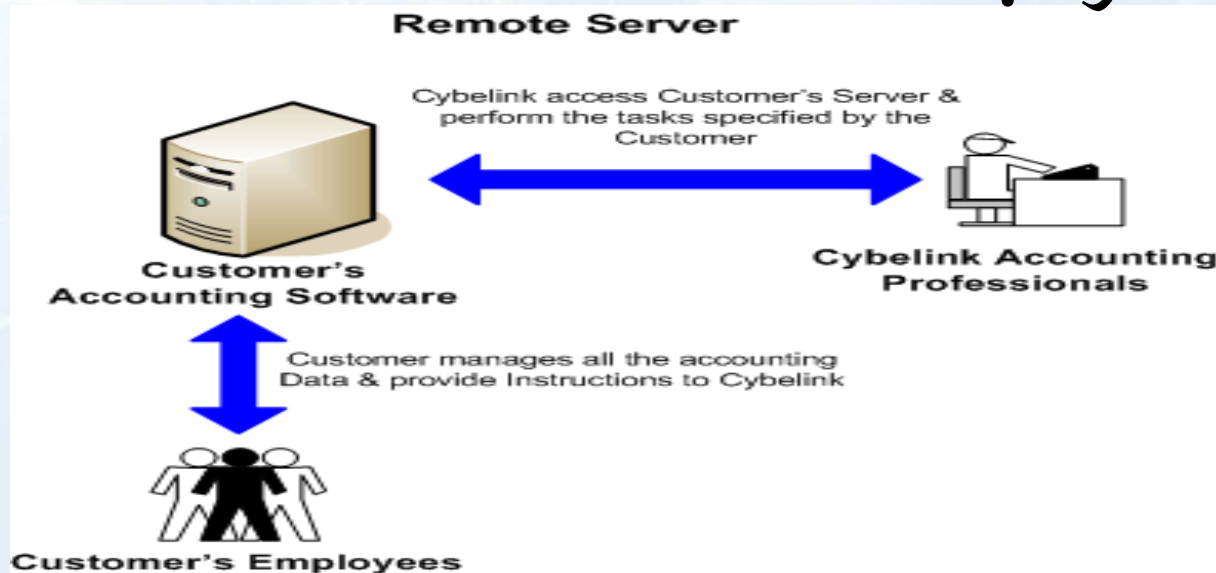 Remote Server
Cybelink access Customer's Server &
perform the tasks specified by the
Customer
Cybelink Accounting
Professionals
Customer's
Accounting Software
Customer manages all the accounting
Data & provide Instructions to Cybelink
Customer's Employees